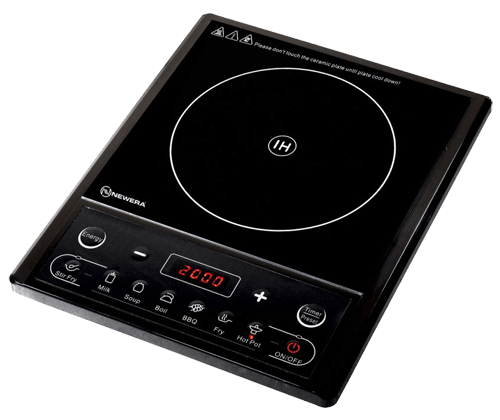 Please don't touch the ceramic plate until plate cool down!
IH
NEWERA
Energy
−
2000
+
Timer
Preset
Stir Fry
Milk
Soup
Boil
BBQ
Fry
Hot Pot
ON/OFF